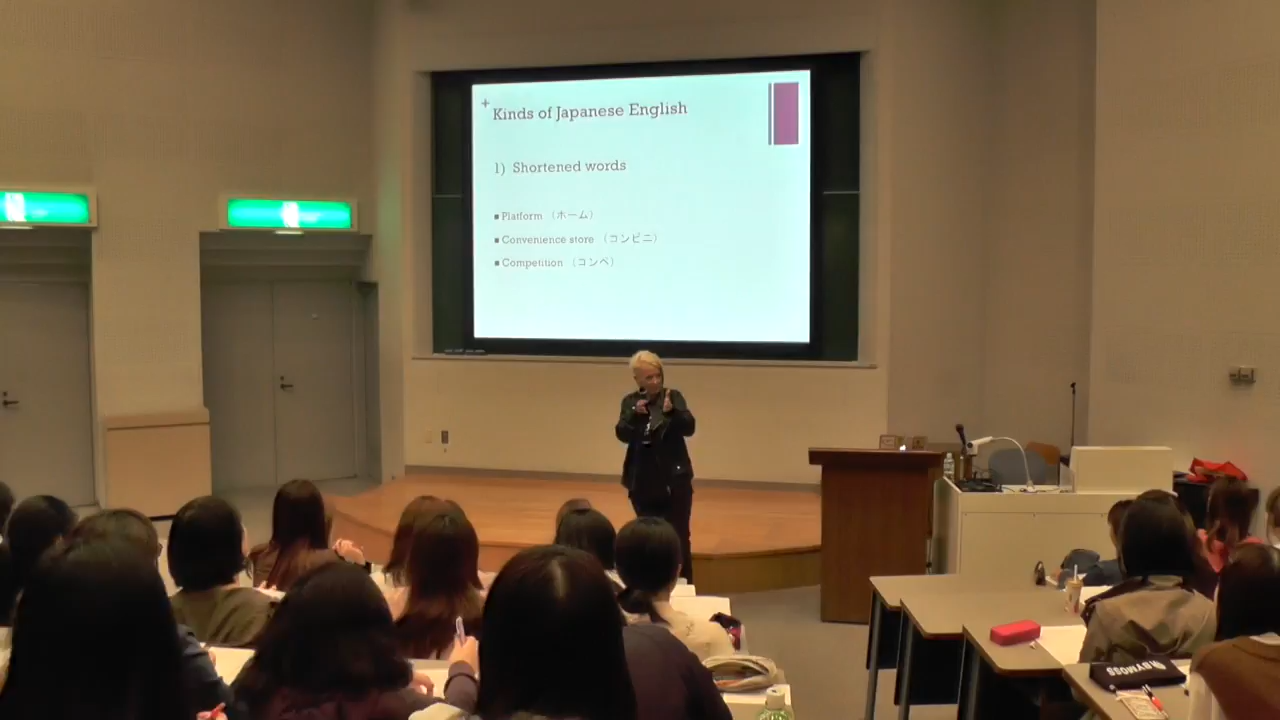 +
Kinds of Japanese English
1) Shortened words
■ Platform （ホーム）
■ Convenience store （コンビニ）
■ Competition （コンペ）
GYMOSS